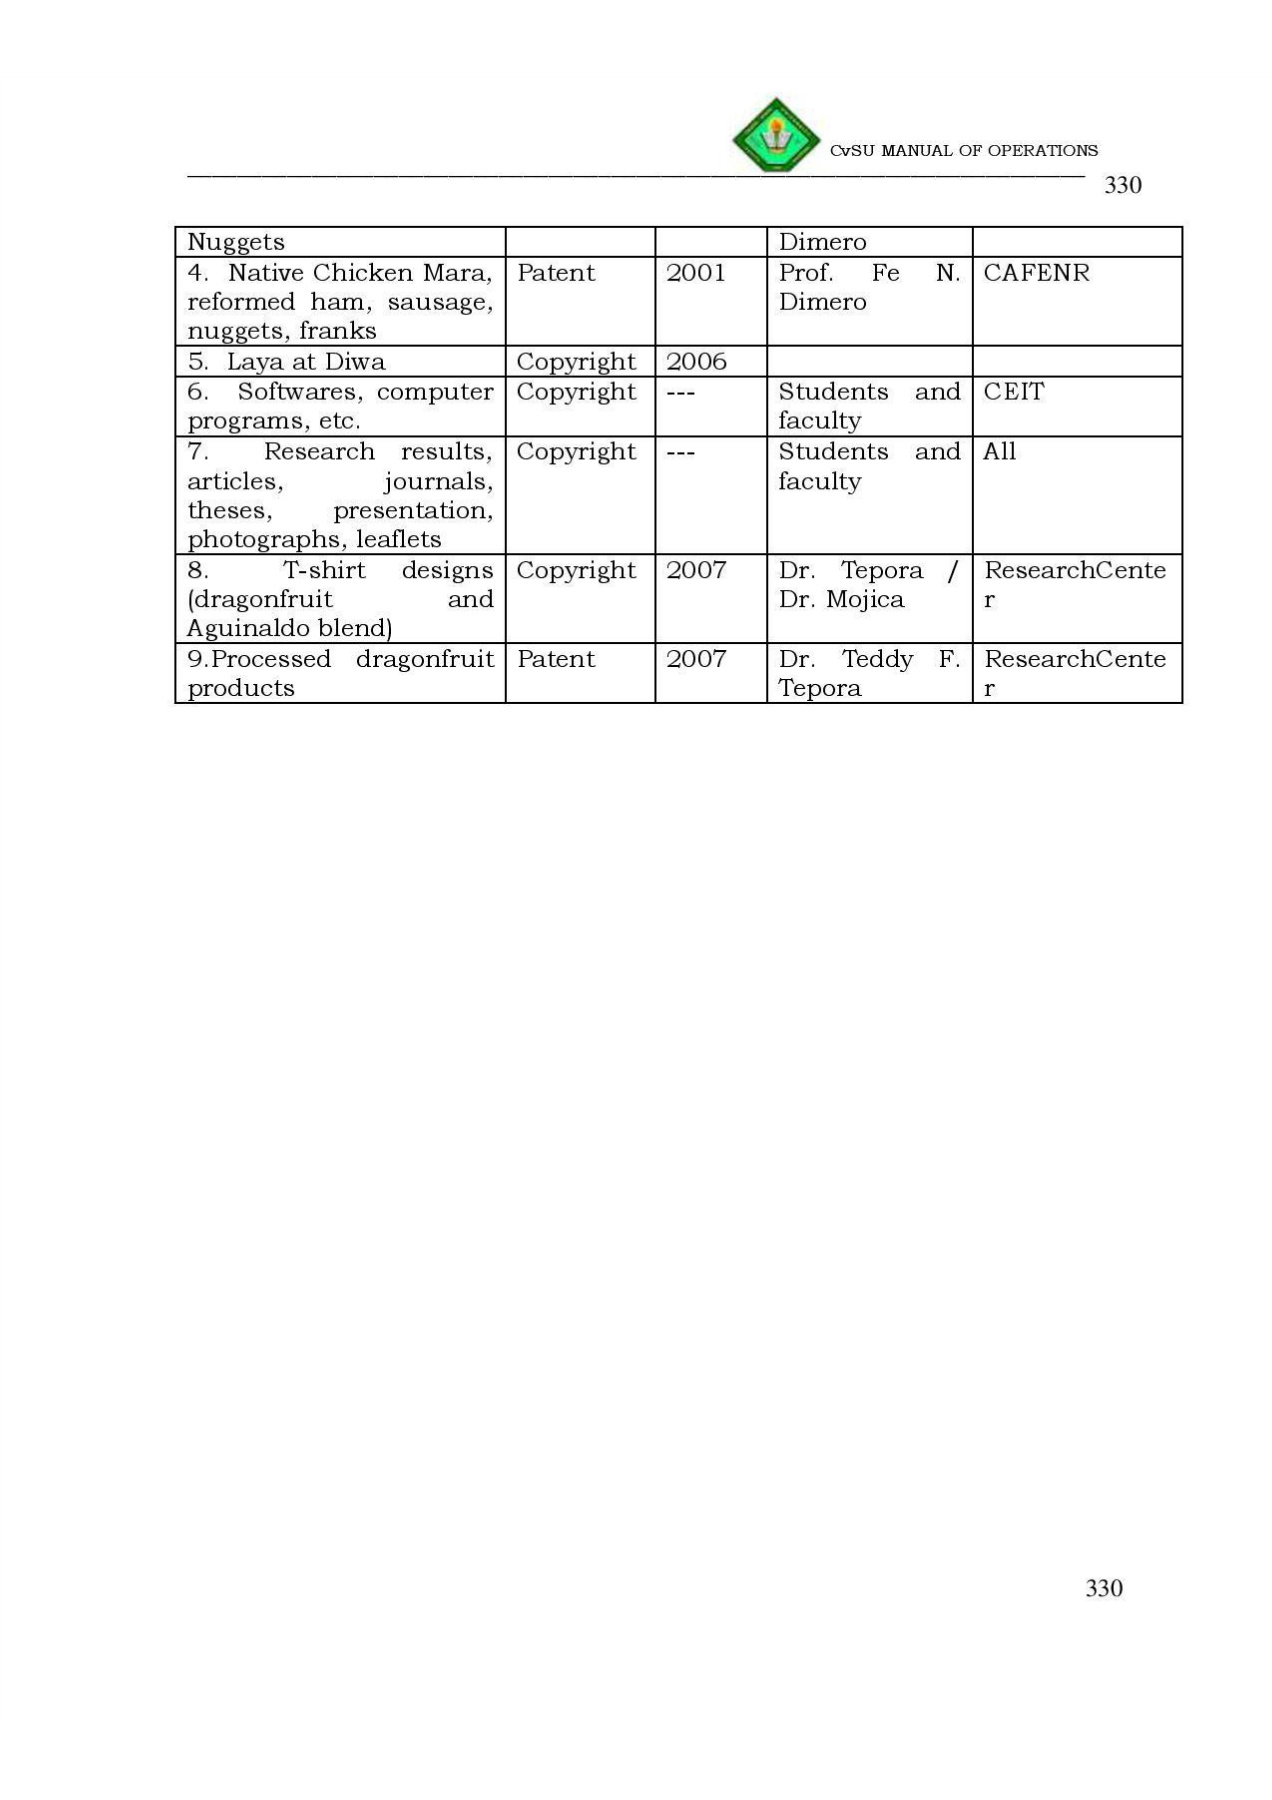 CvSU MANUAL OF OPERATIONS
330
Nuggets Dimero
4. Native Chicken Mara, Patent 2001 Prof. Fe N. CAFENR
reformed ham, sausage, Dimero
nuggets, franks
5. Laya at Diwa Copyright 2006
6. Softwares, computer Copyright --- Students and CEIT
programs, etc. faculty
7. Research results, Copyright --- Students and All
articles, journals, faculty
theses, presentation,
photographs, leaflets
8. T-shirt designs Copyright 2007 Dr. Tepora / ResearchCente
(dragonfruit and Dr. Mojica r
Aguinaldo blend)
9.Processed dragonfruit Patent 2007 Dr. Teddy F. ResearchCente
products Tepora r
330